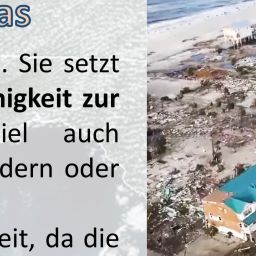 as
. Sie setzt
nigkeit zur
iel auch
dern oder
eit, da die